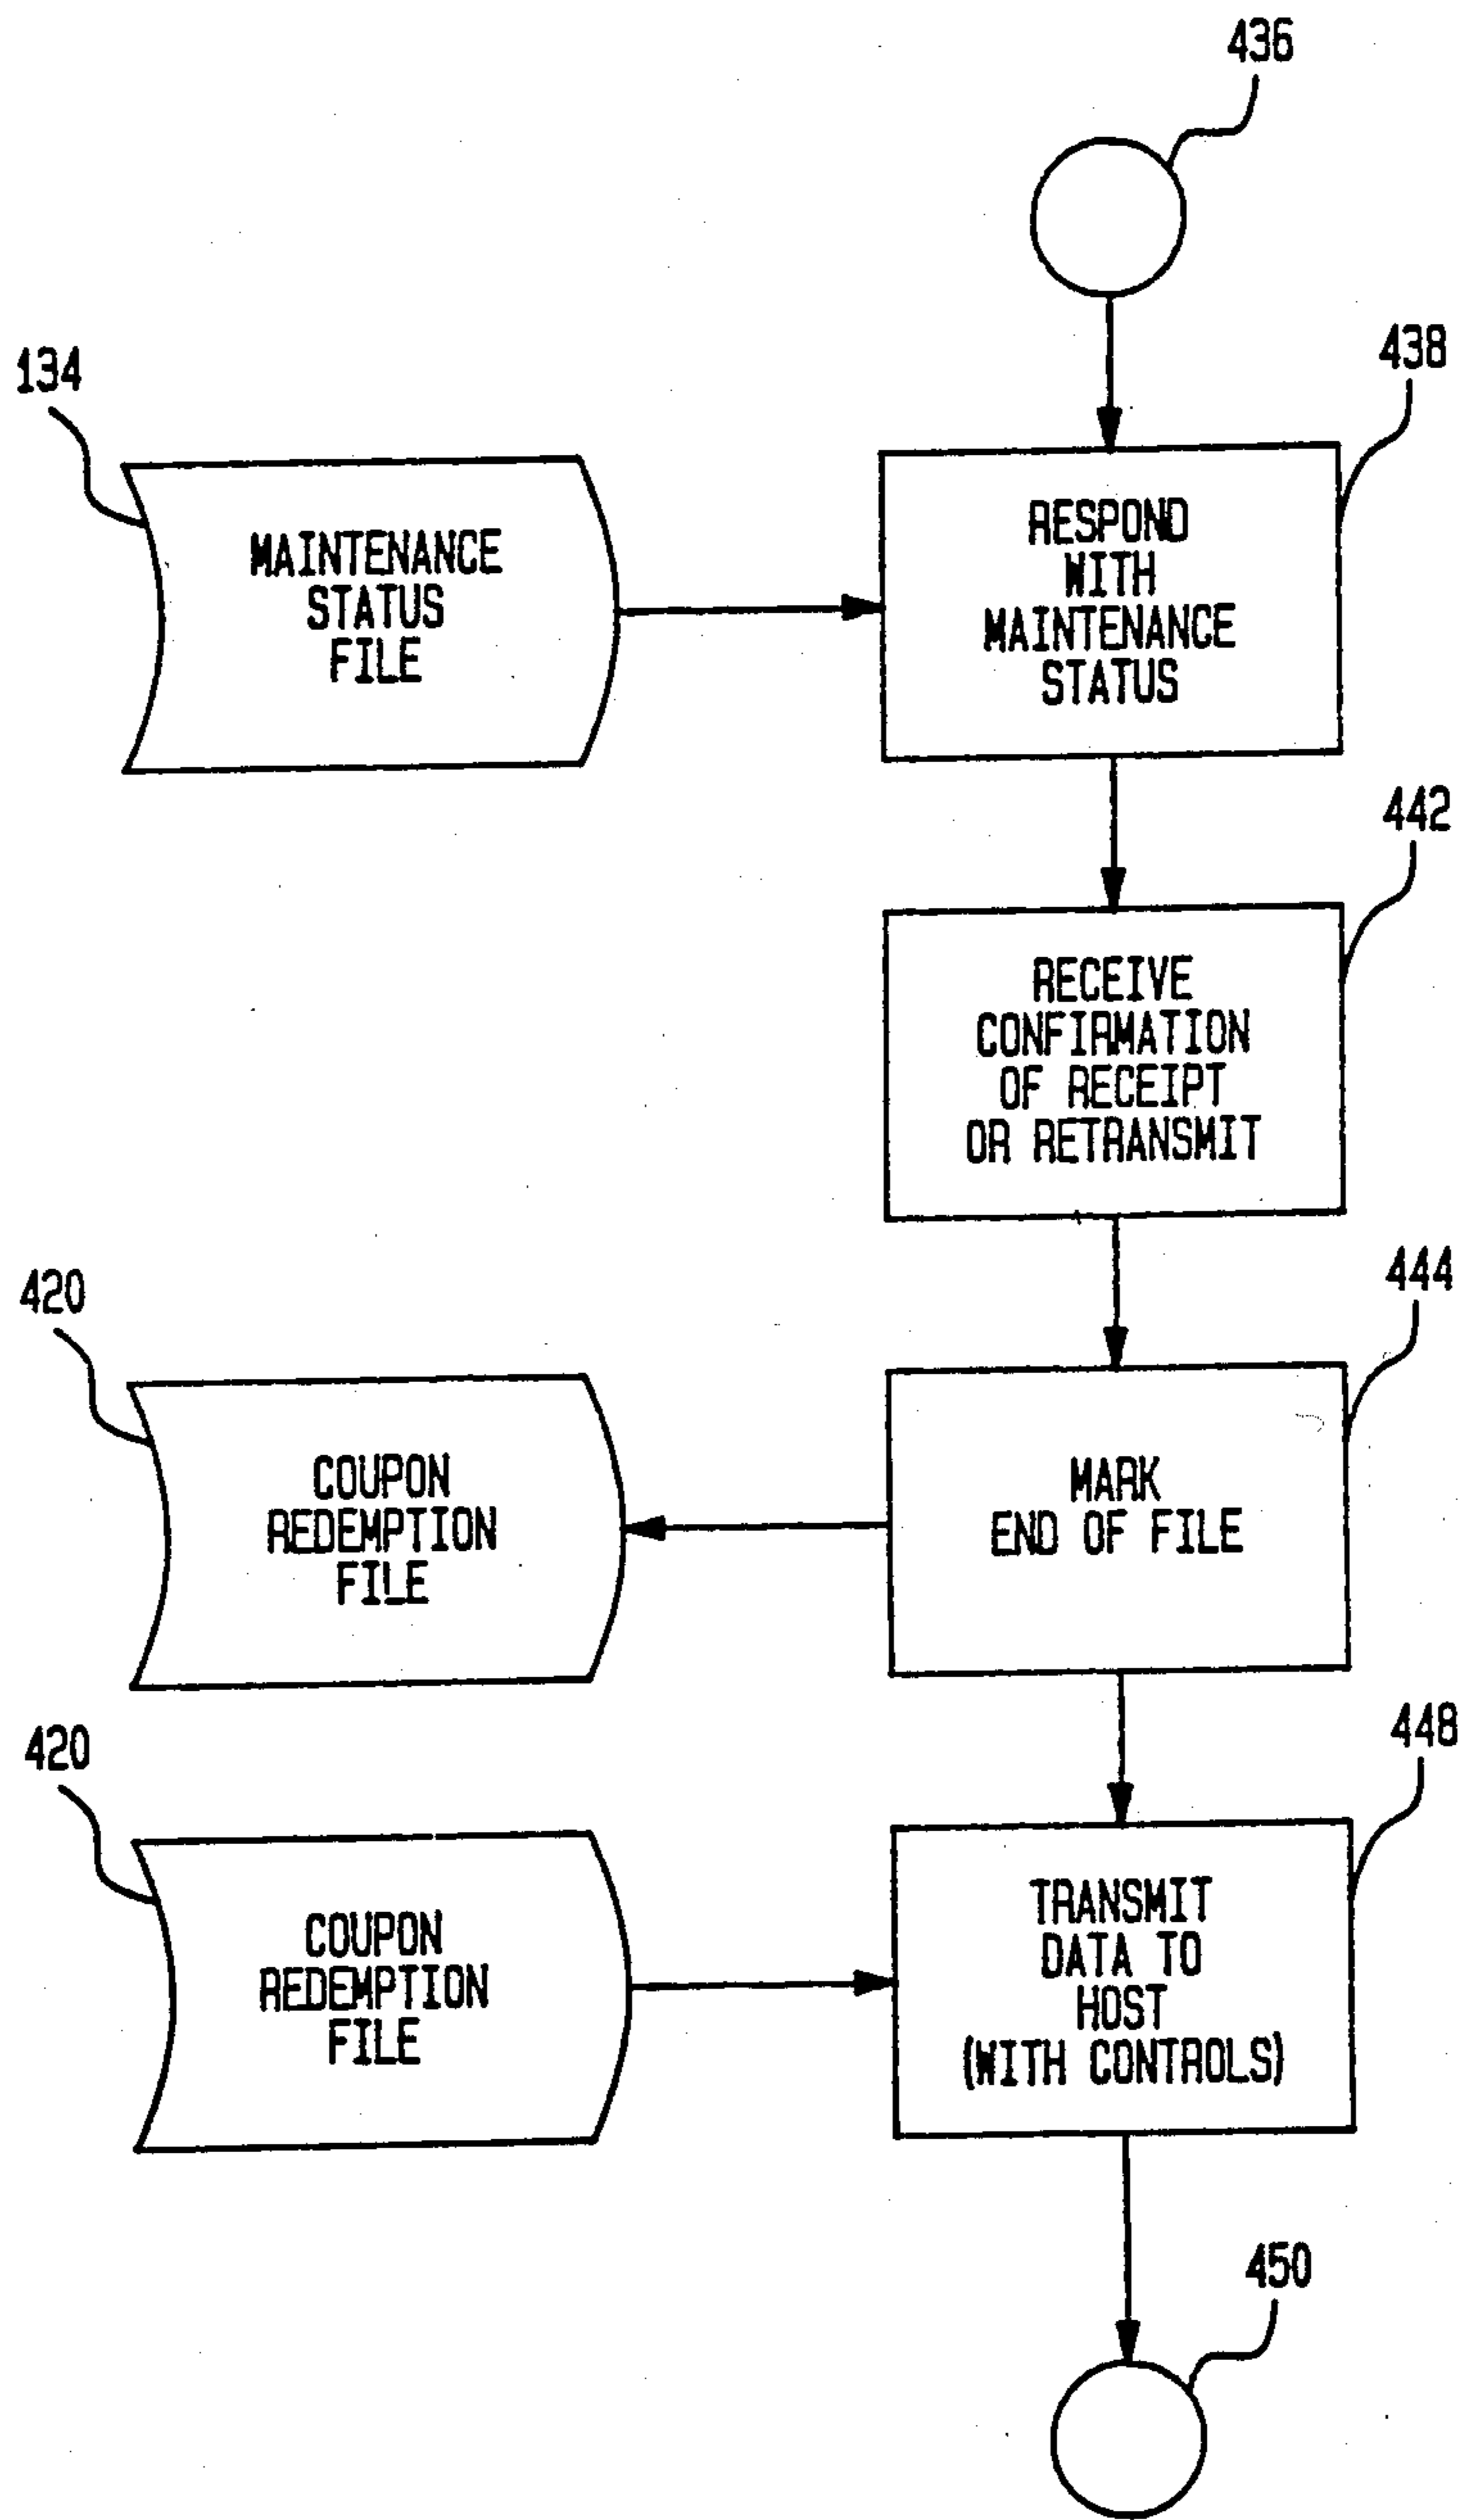 436
134
438
MAINTENANCE
STATUS
FILE
RESPOND
WITH
MAINTENANCE
STATUS
442
RECEIVE
CONFIRMATION
OF RECEIPT
OR RETRANSMIT
420
444
COUPON
REDEMPTION
FILE
MARK
END OF FILE
420
448
COUPON
REDEMPTION
FILE
TRANSMIT
DATA TO
HOST
(WITH CONTROLS)
450